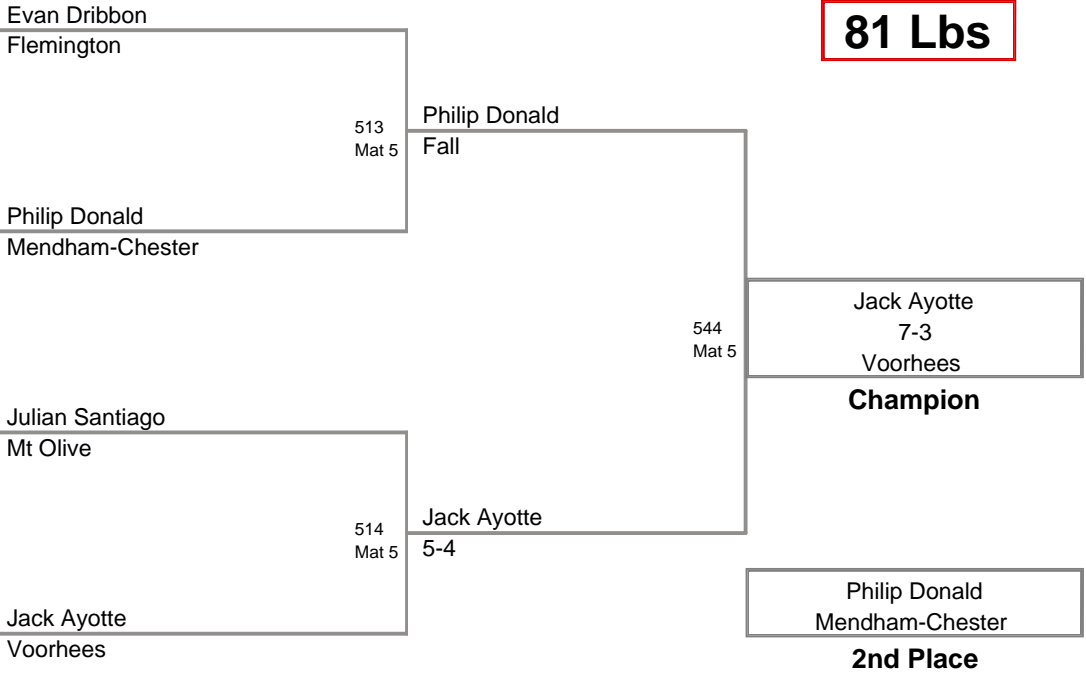 Evan Dribbon
Flemington
81 Lbs
513
Mat 5
Philip Donald
Fall
Philip Donald
Mendham-Chester
544
Mat 5
Jack Ayotte
7-3
Voorhees
Champion
Julian Santiago
Mt Olive
514
Mat 5
Jack Ayotte
5-4
Jack Ayotte
Voorhees
Philip Donald
Mendham-Chester
2nd Place